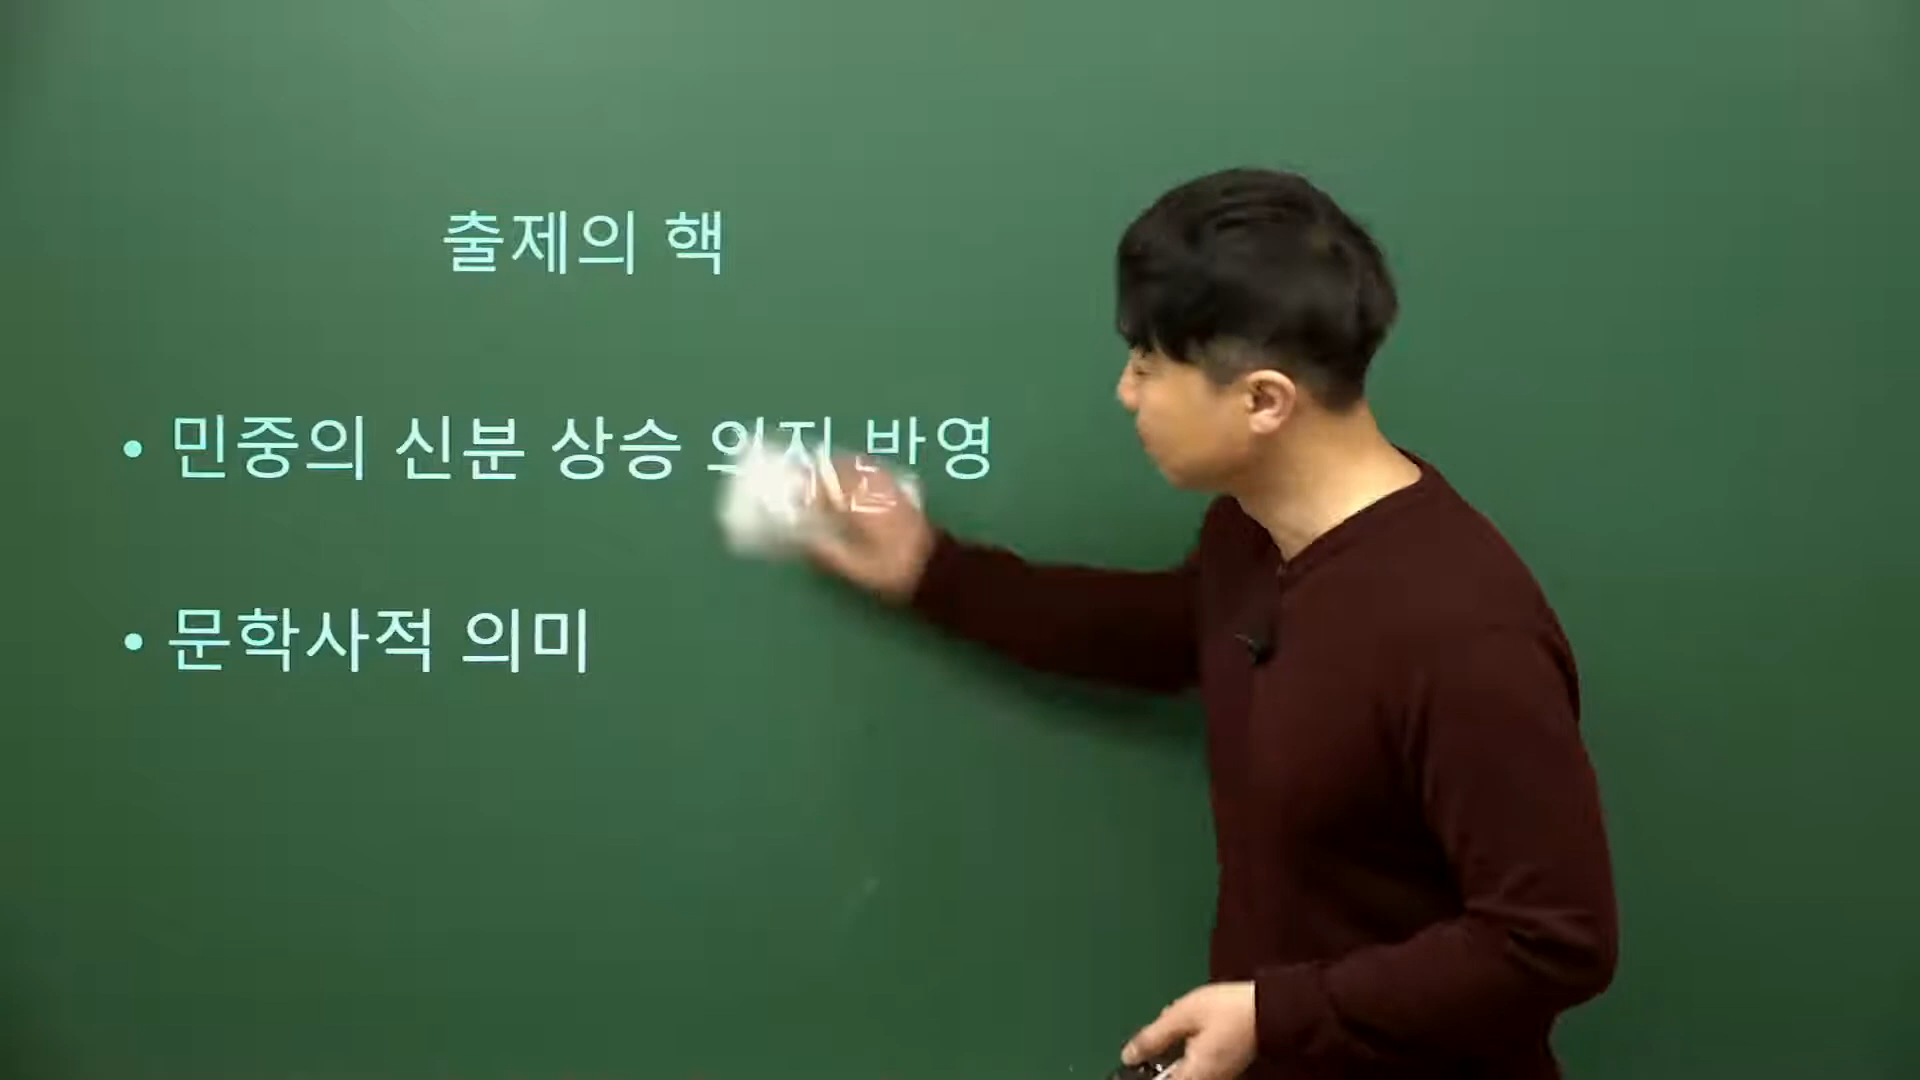 출제의 핵
• 민중의 신분 상승 의지 반영
• 문학사적 의미